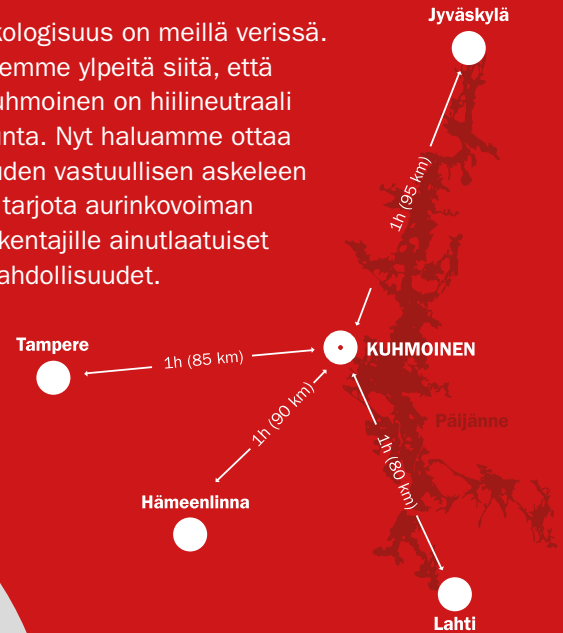 Jyväskylä
kologisuus on meillä verissä.
emme ylpeitä siitä, että
uhmoinen on hiilineutraali
unta. Nyt haluamme ottaa
uden vastuullisen askeleen
tarjota aurinkovoiman
kentajille ainutlaatuiset
ahdollisuudet.
1h (95 km)
Tampere
1h (85 km)
KUHMOINEN
1h (90 km)
Päijänne
1h (80 km)
Hämeenlinna
Lahti